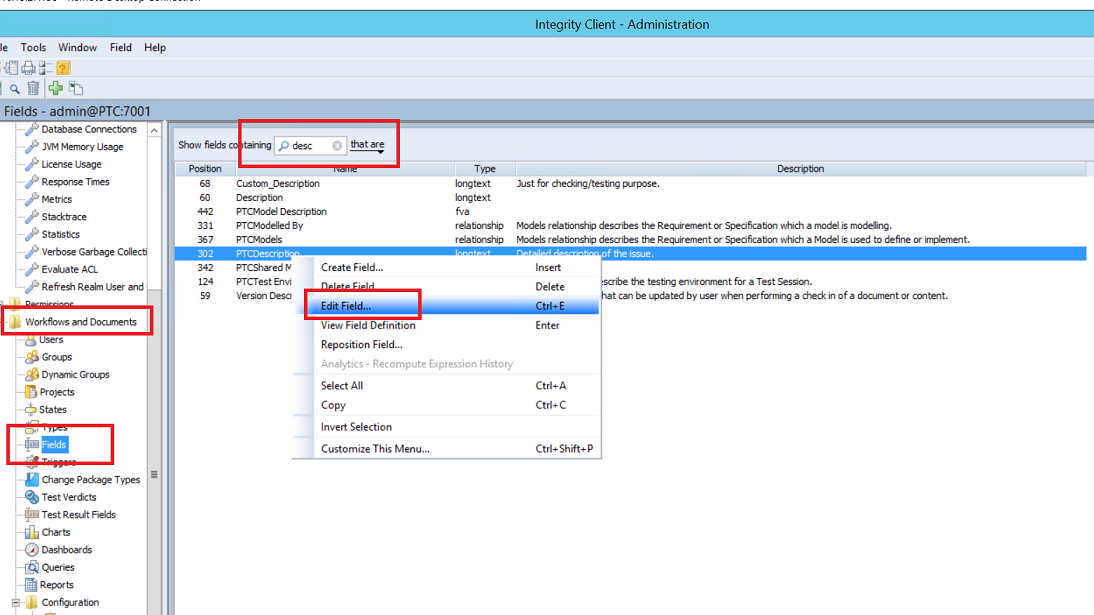 Integrity Client - Administration
Tools Window Field Help
Fields - admin@PTC:7001
Database Connections
JVM Memory Usage
License Usage
Response Times
Metrics
Stacktrace
Statistics
Verbose Garbage Collecti
Evaluate ACL
Refresh Realm User and
Permissions
Workflows and Documents
Users
Groups
Dynamic Groups
Projects
States
Types
Fields
Triggers
Change Package Types
Test Verdicts
Test Result Fields
Charts
Dashboards
Queries
Reports
Configuration
Show fields containing desc that are
Position Name Type Description
68 Custom_Description longtext Just for checking/testing purpose.
60 Description longtext
442 PTCModel Description fva
331 PTCModelled By relationship Models relationship describes the Requirement or Specification which a model is modelling.
367 PTCModels relationship Models relationship describes the Requirement or Specification which a Model is used to define or implement.
302 PTCDescription longtext Detailed description of the issue.
342 PTCShared M
124 PTCTest Envi scribe the testing environment for a Test Session.
59 Version Desc hat can be updated by user when performing a check in of a document or content.
Create Field... Insert
Delete Field Delete
Edit Field... Ctrl+E
View Field Definition Enter
Reposition Field...
Analytics - Recompute Expression History
Select All Ctrl+A
Copy Ctrl+C
Invert Selection
Customize This Menu... Ctrl+Shift+P